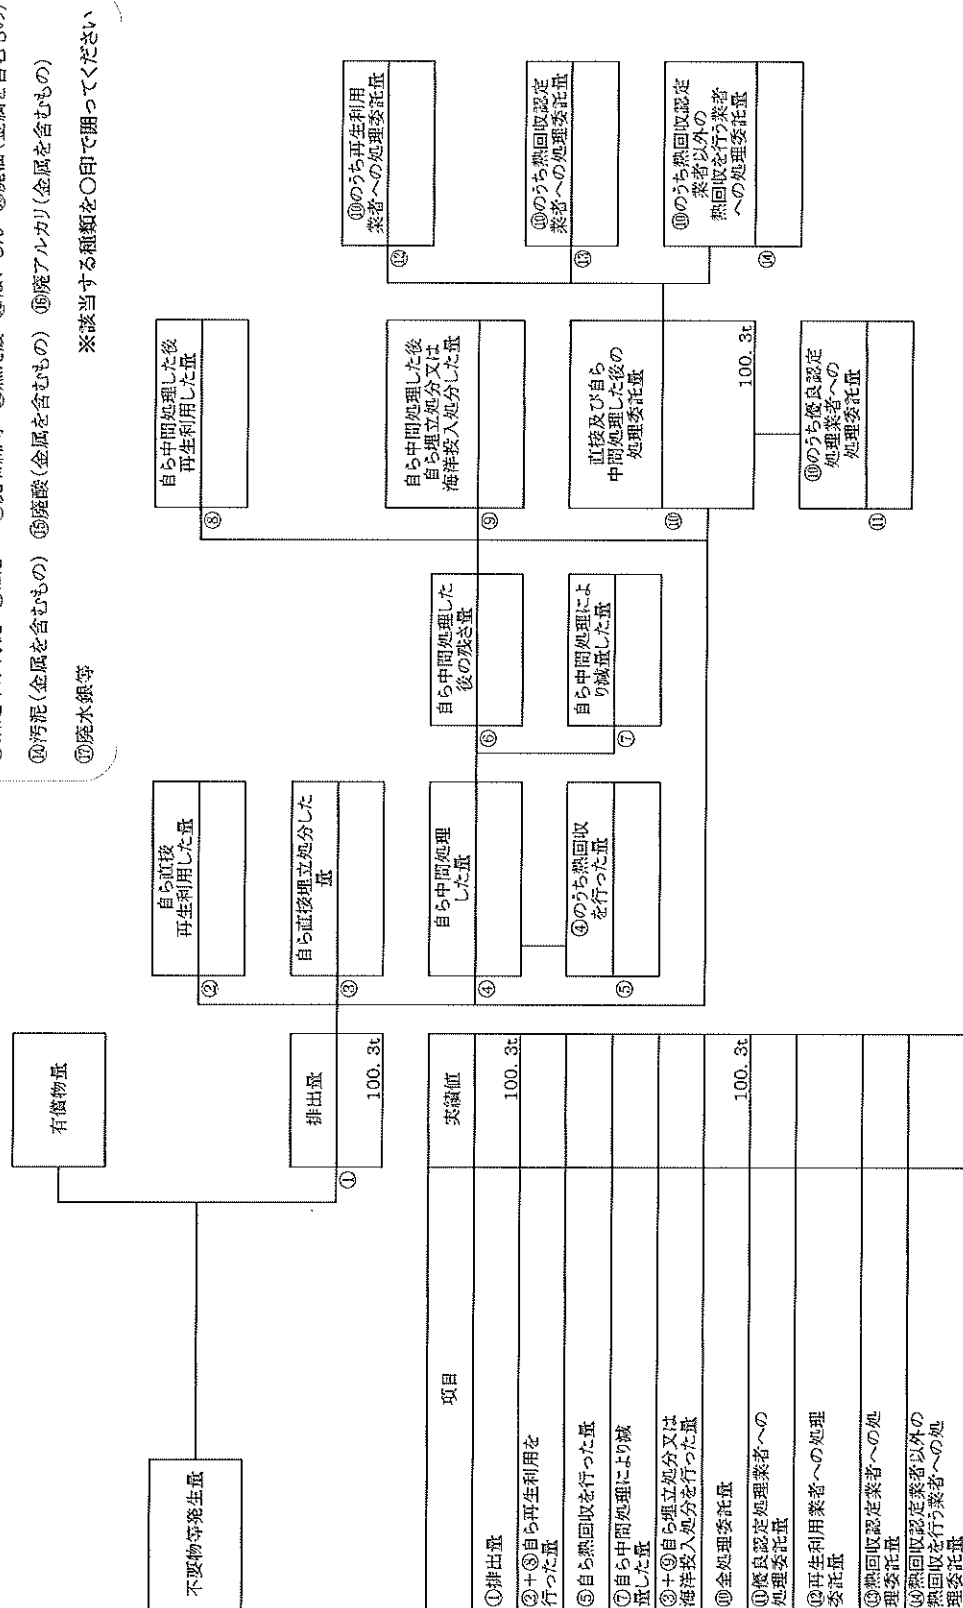 ⑭汚泥(金属を含むもの) ⑮廃酸(金属を含むもの) ⑯廃アルカリ(金属を含むもの)
⑰廃水銀等
※該当する種類を〇印で囲ってください
不要物等発生量
有償物量
①
排出量
100. 3t
②
自ら直接
再生利用した量
③
自ら直接埋立処分した
量
④
自ら中間処理
した量
⑤
④のうち熱回収
を行った量
⑥
自ら中間処理した
後の残さ量
⑦
自ら中間処理によ
り減量した量
⑧
自ら中間処理した後
再生利用した量
⑨
自ら中間処理した後
自ら埋立処分又は
海洋投入処分した量
⑩
直接及び自ら
中間処理した後の
処理委託量
100. 3t
⑪
⑩のうち優良認定
処理業者への
処理委託量
⑫
⑩のうち再生利用
業者への処理委託量
⑬
⑩のうち熱回収認定
業者への処理委託量
⑭
⑩のうち熱回収認定
業者以外の
熱回収を行う業者
への処理委託量
項目
実績値
①排出量
100. 3t
②+⑧自ら再生利用を
行った量
⑤自ら熱回収を行った量
⑦自ら中間処理により減
量した量
③+⑨自ら埋立処分又は
海洋投入処分を行った量
⑩全処理委託量
100. 3t
⑪優良認定処理業者への
処理委託量
⑫再生利用業者への処理
委託量
⑬熱回収認定業者への処
理委託量
⑭熱回収認定業者以外の
熱回収を行う業者への処
理委託量